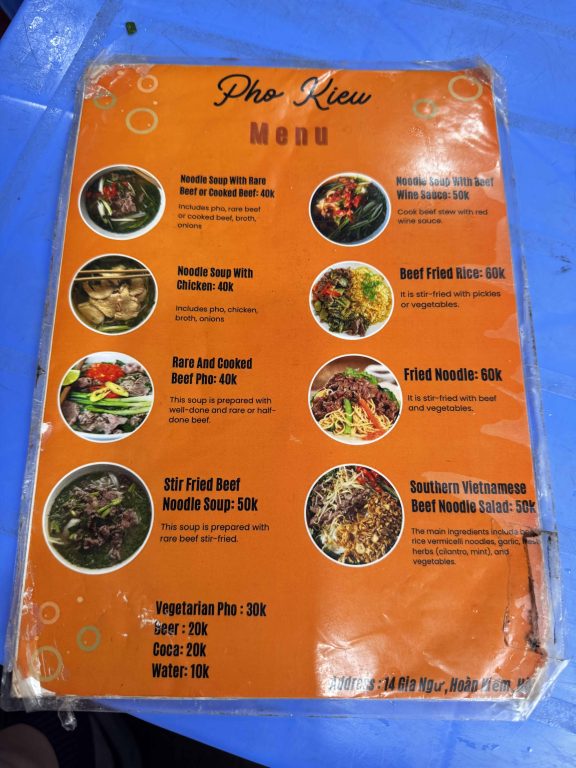 Pho Kieu
Menu
Noodle Soup With Rare
Beef or Cooked Beef: 40k
Includes pho, rare beef
or cooked beef, broth,
onions
Noodle Soup With
Chicken: 40k
Includes pho, chicken,
broth, onions
Rare And Cooked
Beef Pho: 40k
This soup is prepared with
well-done and rare or half-
done beef.
Stir Fried Beef
Noodle Soup: 50k
This soup is prepared with
rare beef stir-fried.
Noodle Soup With Beef
Wine Sauce: 50k
Cook beef stew with red
wine sauce.
Beef Fried Rice: 60k
It is stir-fried with pickles
or vegetables.
Fried Noodle: 60k
It is stir-fried with beef
and vegetables.
Southern Vietnamese
Beef Noodle Salad: 50k
The main ingredients include
rice vermicelli noodles, garlic,
herbs (cilantro, mint), and
vegetables.
Vegetarian Pho : 30k
Beer : 20k
Coca: 20k
Water: 10k
Address : 14 Gia Ngư, Hoàn Kiếm,